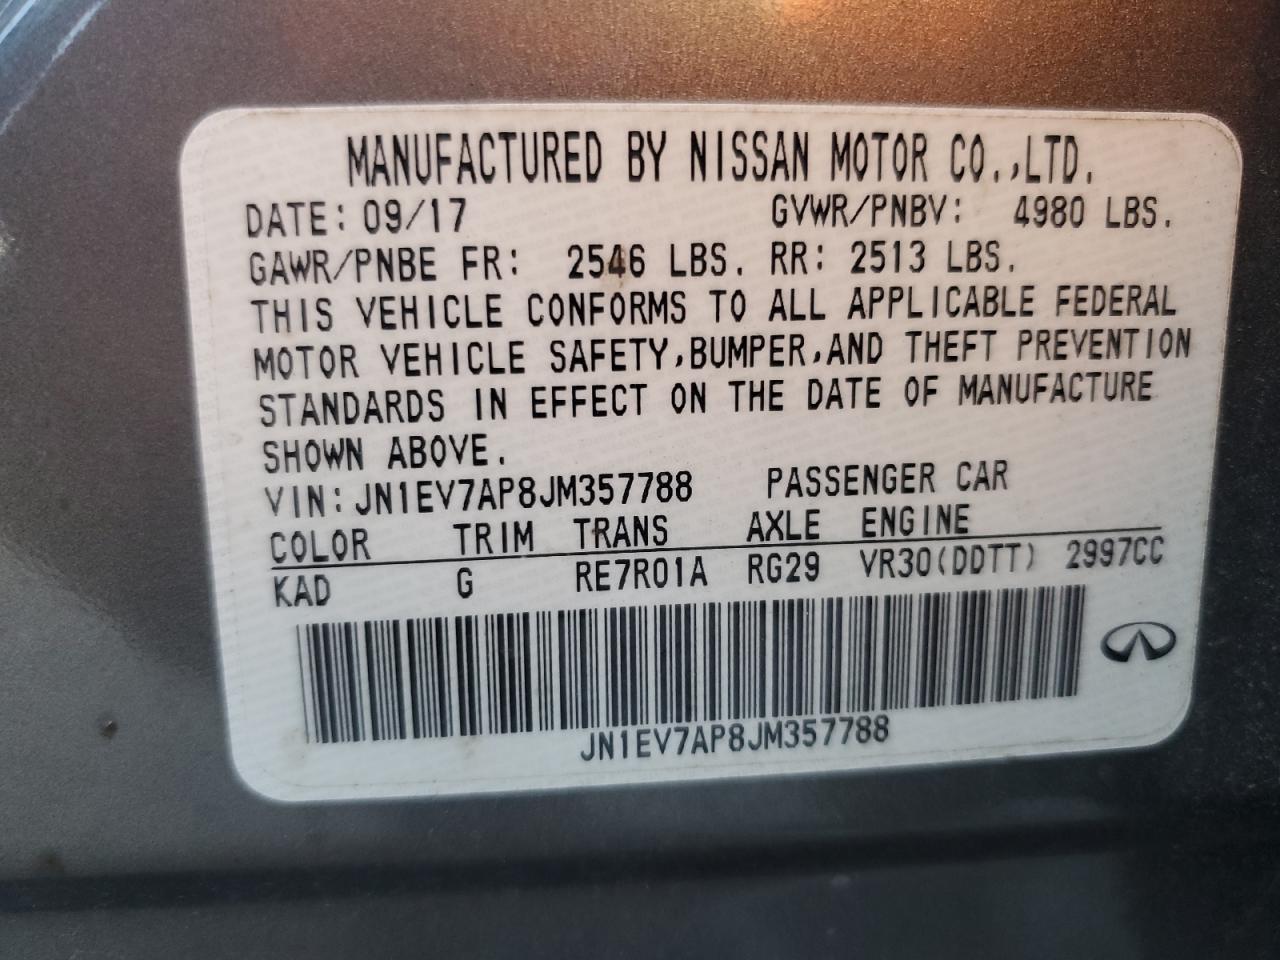 MANUFACTURED BY NISSAN MOTOR CO.,LTD.
DATE: 09/17 GVWR/PNBV: 4980 LBS.
GAWR/PNBE FR: 2546 LBS. RR: 2513 LBS.
THIS VEHICLE CONFORMS TO ALL APPLICABLE FEDERAL
MOTOR VEHICLE SAFETY,BUMPER,AND THEFT PREVENTION
STANDARDS IN EFFECT ON THE DATE OF MANUFACTURE
SHOWN ABOVE.
VIN: JN1EV7AP8JM357788 PASSENGER CAR
COLOR TRIM TRANS AXLE ENGINE
KAD G RE7R01A RG29 VR30(DDTT) 2997CC
JN1EV7AP8JM357788